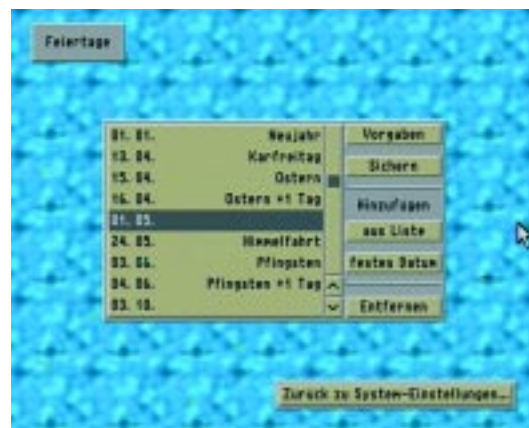 Feiertage
01. 01. Neujahr
13. 04. Karfreitag
15. 04. Ostern
16. 04. Ostern +1 Tag
01. 05.
24. 05. Himmelfahrt
03. 06. Pfingsten
04. 06. Pfingsten +1 Tag
03. 10.
Vorgaben
Sichern
Hinzufügen
aus Liste
festes Datum
Entfernen
Zurück zu System-Einstellungen...